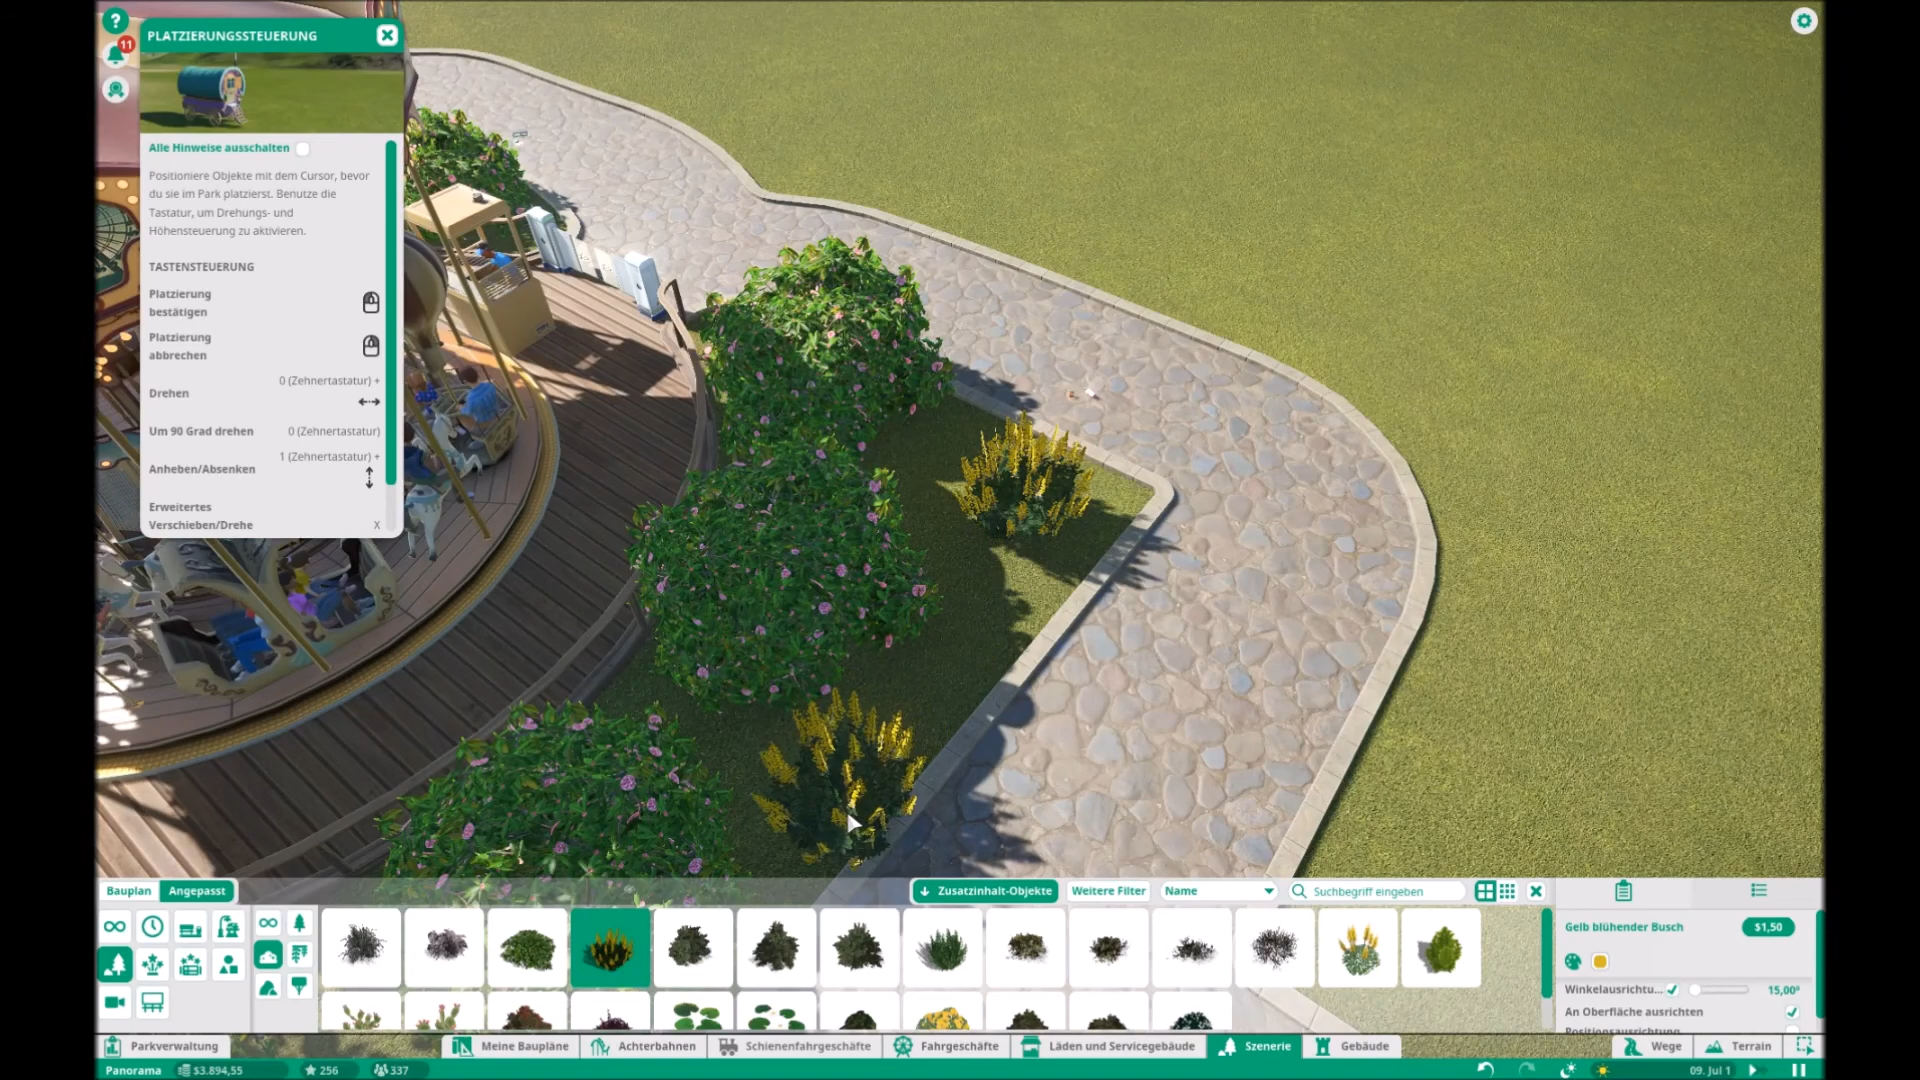 ?
11
PLATZIERUNGSSTEUERUNG
Alle Hinweise ausschalten
Positioniere Objekte mit dem Cursor, bevor
du sie im Park platzierst. Benutze die
Tastatur, um Drehungs- und
Höhensteuerung zu aktivieren.
TASTENSTEUERUNG
Platzierung
bestätigen
Platzierung
abbrechen
0 (Zehnertastatur) +
Drehen
Um 90 Grad drehen 0 (Zehnertastatur)
1 (Zehnertastatur) +
Anheben/Absenken
Erweitertes
Verschieben/Drehe X
Bauplan Angepasst
Zusatzinhalt-Objekte Weitere Filter Name Suchbegriff eingeben
Gelb blühender Busch $1,50
Winkelausrichtu... 15,00°
An Oberfläche ausrichten
Positionsausrichtung
Parkverwaltung Meine Baupläne Achterbahnen Schienenfahrgeschäfte Fahrgeschäfte Läden und Servicegebäude Szenerie Gebäude Wege Terrain
Panorama $3.894,55 256 337 09. Jul 1